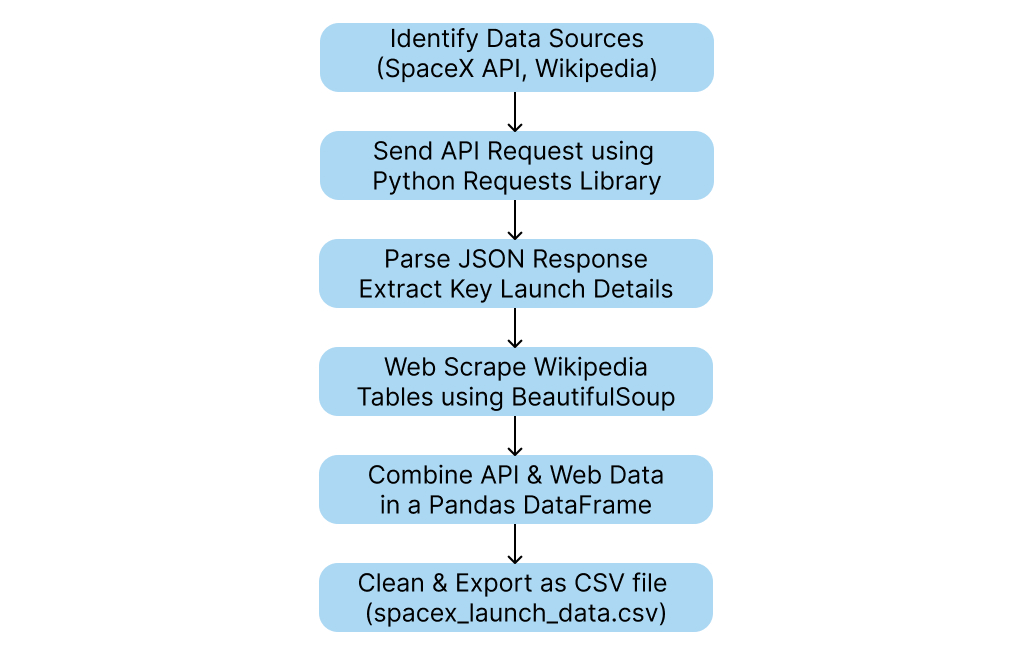 Identify Data Sources
(SpaceX API, Wikipedia)
Send API Request using
Python Requests Library
Parse JSON Response
Extract Key Launch Details
Web Scrape Wikipedia
Tables using BeautifulSoup
Combine API & Web Data
in a Pandas DataFrame
Clean & Export as CSV file
(spacex_launch_data.csv)